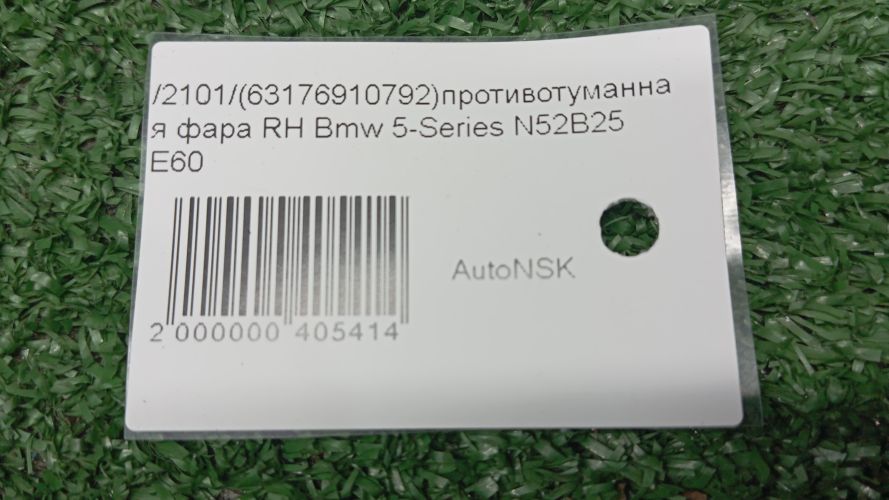 /2101/(63176910792)противотуманна
я фара RH Bmw 5-Series N52B25
E60
AutoNSK
2 000000 405414